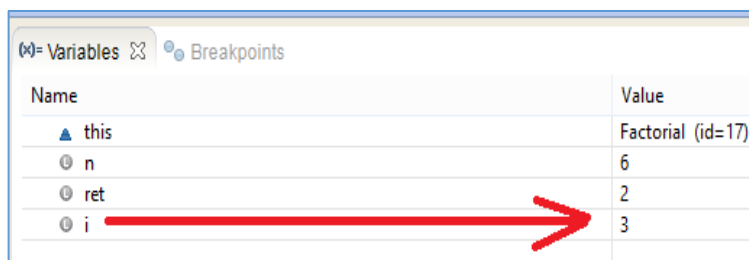 (x)= Variables Breakpoints
Name Value
this Factorial (id=17)
n 6
ret 2
i 3